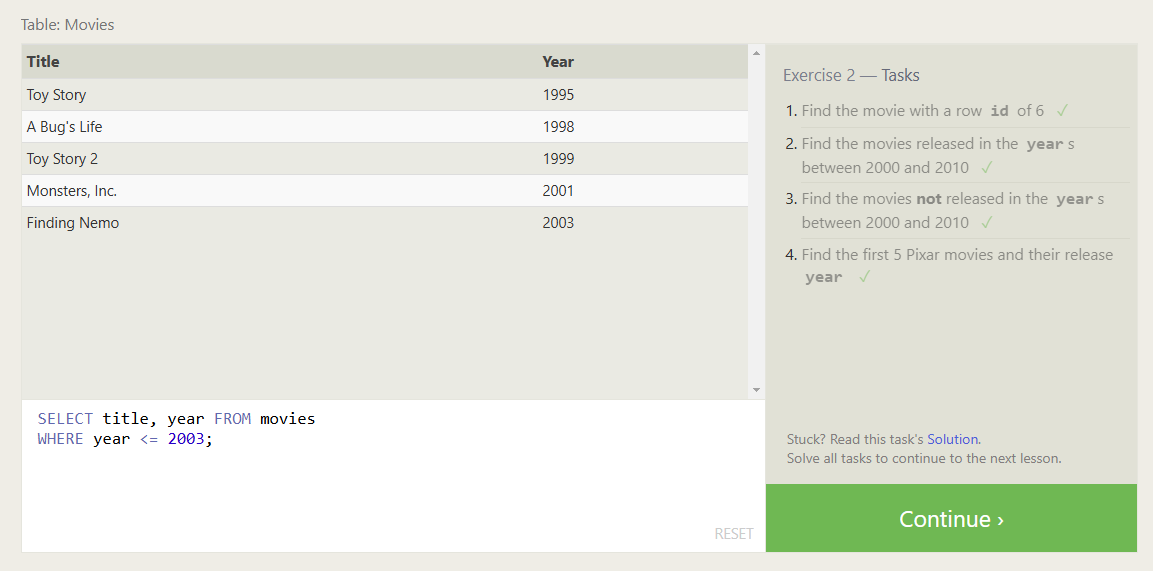 Table: Movies
Title Year
Toy Story 1995
A Bug's Life 1998
Toy Story 2 1999
Monsters, Inc. 2001
Finding Nemo 2003
SELECT title, year FROM movies
WHERE year <= 2003;
RESET
Exercise 2 — Tasks
1. Find the movie with a row id of 6 ✓
2. Find the movies released in the year s
between 2000 and 2010 ✓
3. Find the movies not released in the year s
between 2000 and 2010 ✓
4. Find the first 5 Pixar movies and their release
year ✓
Stuck? Read this task's Solution.
Solve all tasks to continue to the next lesson.
Continue ›